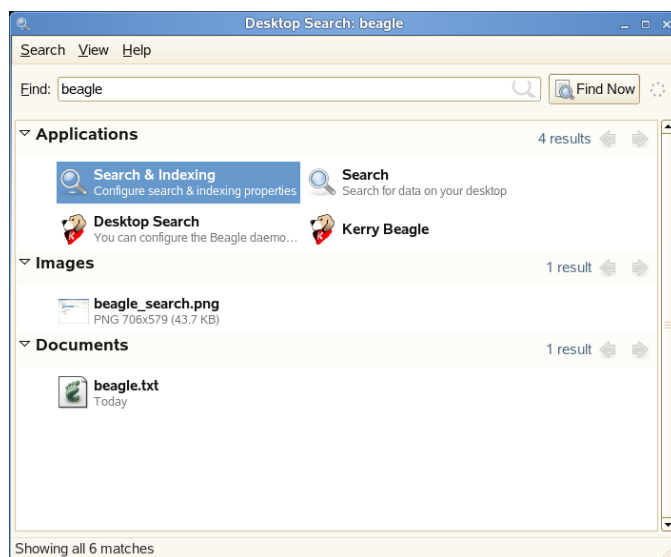 Desktop Search: beagle
Search View Help
Find: beagle Find Now
Applications 4 results
Search & Indexing
Configure search & indexing properties
Search
Search for data on your desktop
Desktop Search
You can configure the Beagle daemo...
Kerry Beagle
Images 1 result
beagle_search.png
PNG 706x579 (43.7 KB)
Documents 1 result
beagle.txt
Today
Showing all 6 matches